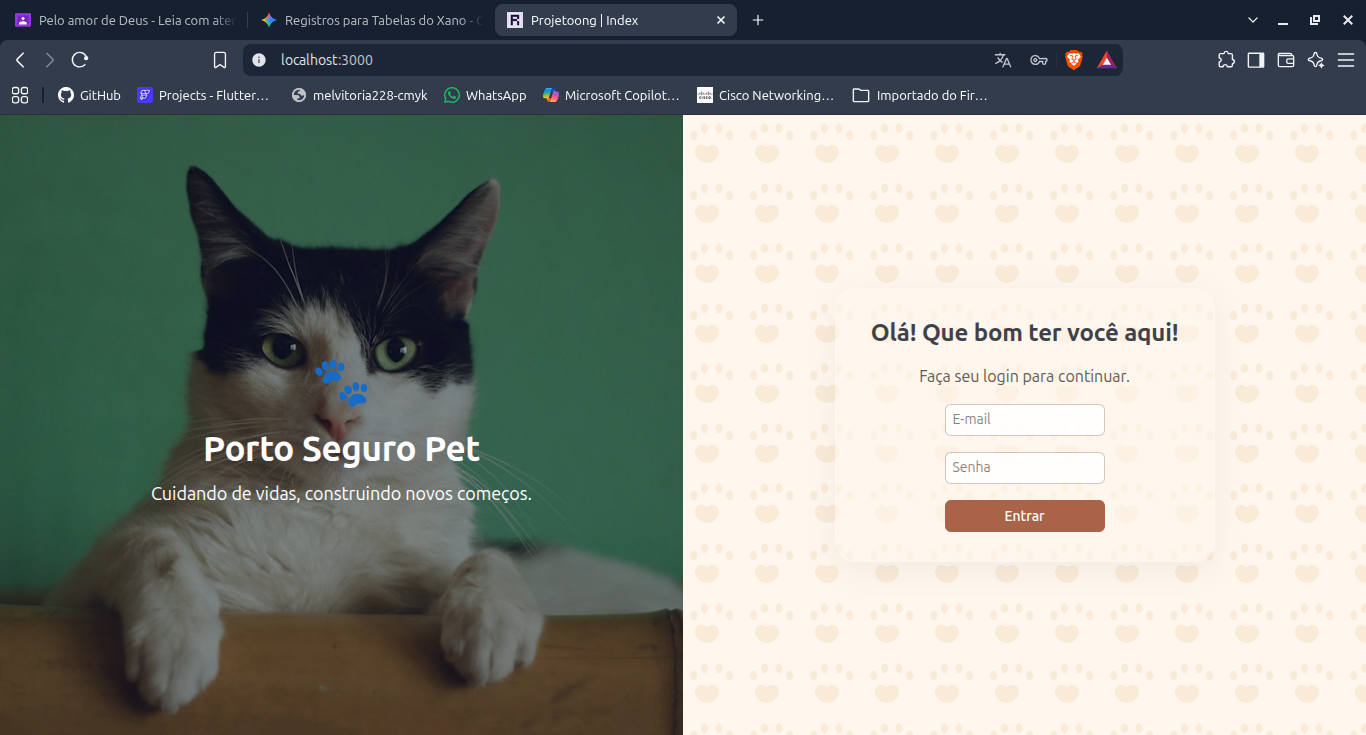 Pelo amor de Deus - Leia com ate
Registros para Tabelas do Xano -
Projetoong | Index
localhost:3000
GitHub
Projects - Flutter...
melvitoria228-cmyk
WhatsApp
Microsoft Copilot...
Cisco Networking...
Importado do Fir...
Porto Seguro Pet
Cuidando de vidas, construindo novos começos.
Olá! Que bom ter você aqui!
Faça seu login para continuar.
E-mail
Senha
Entrar